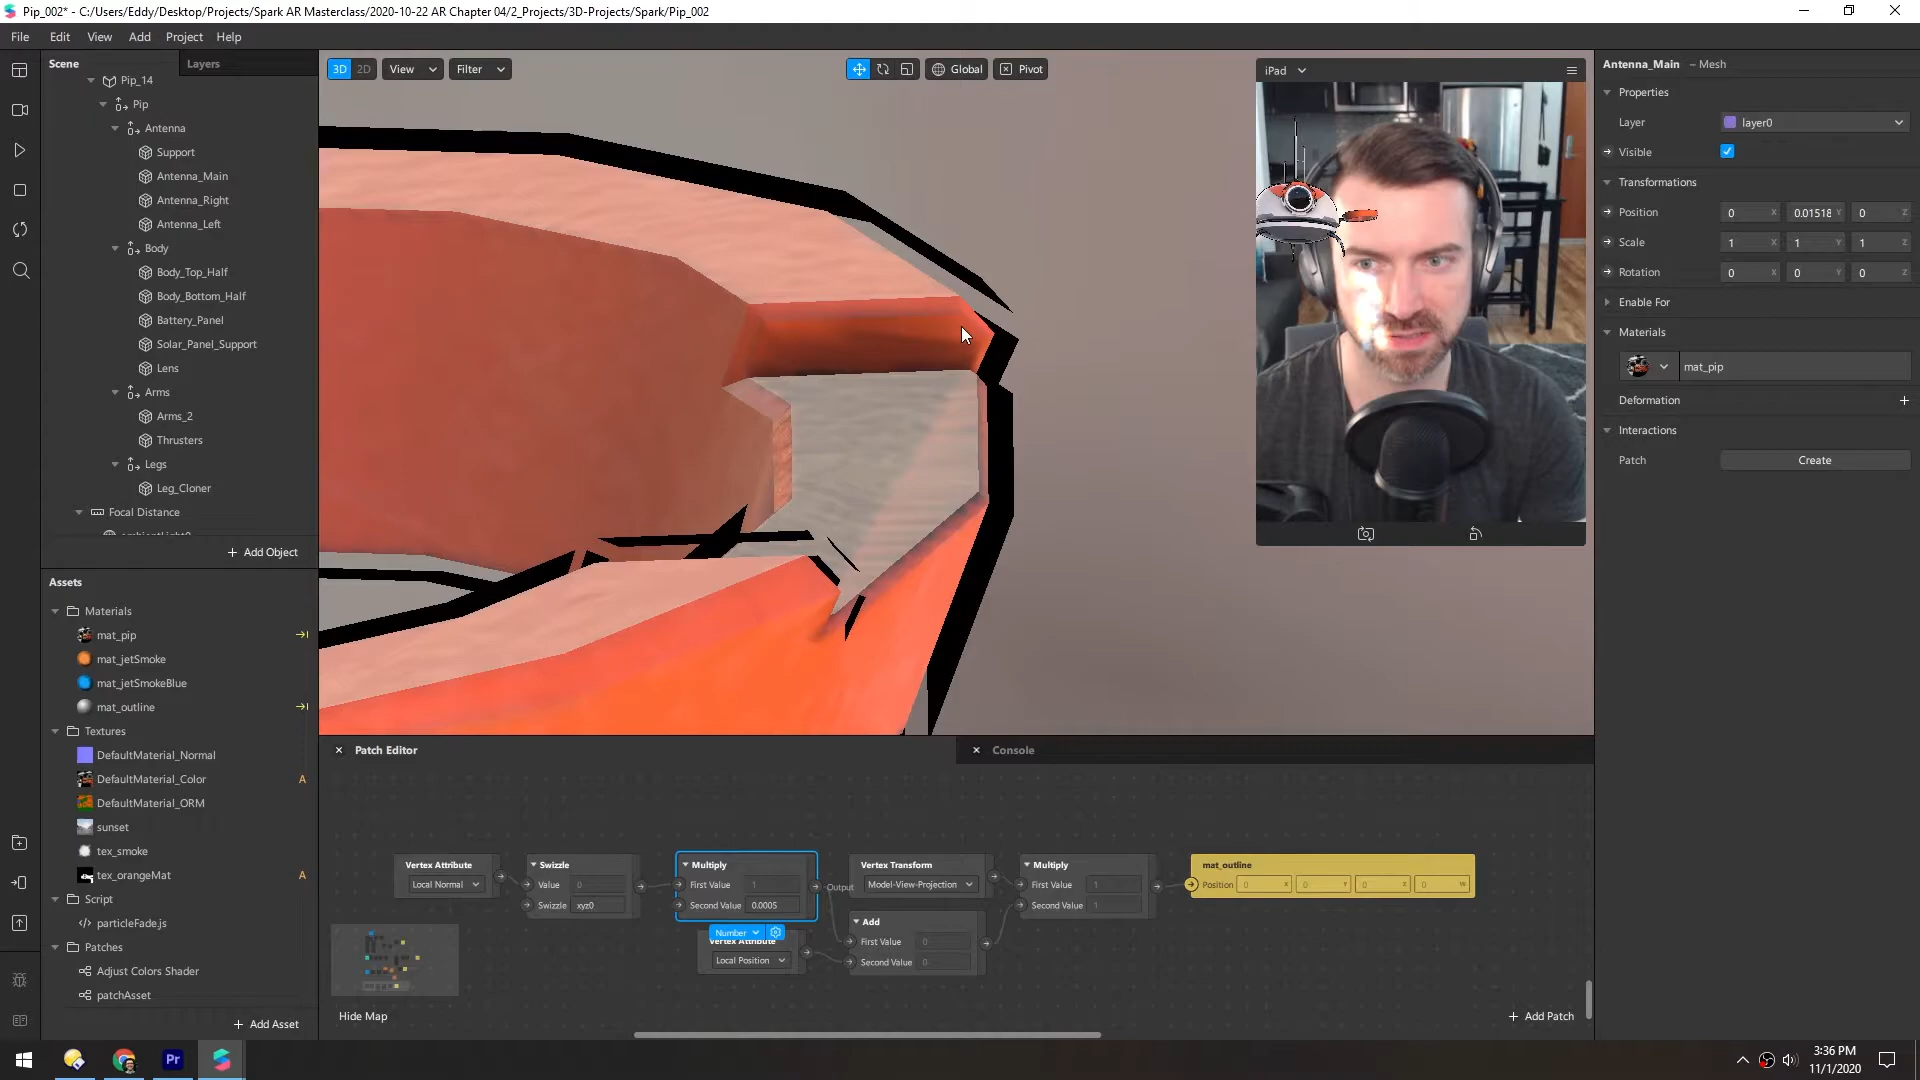 Pip_002* - C:/Users/Eddy/Desktop/Projects/Spark AR Masterclass/2020-10-22 AR Chapter 04/2_Projects/3D-Projects/Spark/Pip_002
File Edit View Add Project Help
Scene
Layers
Pip_14
Pip
Antenna
Support
Antenna_Main
Antenna_Right
Antenna_Left
Body
Body_Top_Half
Body_Bottom_Half
Battery_Panel
Solar_Panel_Support
Lens
Arms
Arms_2
Thrusters
Legs
Leg_Cloner
Focal Distance
ambientLight0
Add Object
Assets
Materials
mat_pip
mat_jetSmoke
mat_jetSmokeBlue
mat_outline
Textures
DefaultMaterial_Normal
DefaultMaterial_Color A
DefaultMaterial_ORM
sunset
tex_smoke
tex_orangeMat A
Script
particleFade.js
Patches
Adjust Colors Shader
patchAsset
Add Asset
3D 2D View Filter
Global Pivot
iPad
Patch Editor
Console
Vertex Attribute
Local Normal
Swizzle
Value 0
Swizzle xyz0
Multiply
First Value 1
Second Value 0.0005
Output
Number
Vertex Attribute
Local Position
Vertex Transform
Model-View-Projection
Add
First Value 0
Second Value 0
Multiply
First Value 1
Second Value 1
mat_outline
Position 0 X 0 Y 0 Z 0 W
Hide Map
Add Patch
Antenna_Main – Mesh
Properties
Layer layer0
Visible
Transformations
Position 0 X 0.01518 Y 0 Z
Scale 1 X 1 Y 1 Z
Rotation 0 X 0 Y 0 Z
Enable For
Materials
mat_pip
Deformation
Interactions
Patch Create
Pr
3:36 PM
11/1/2020